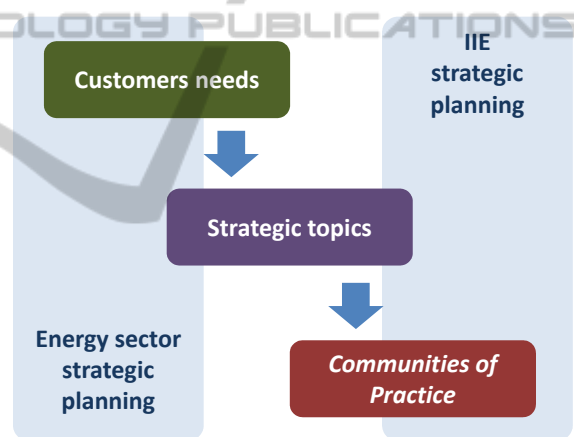 OLOGY PUBLICATIONS
IIE
strategic
planning
Customers needs
Strategic topics
Energy sector
strategic
planning
Communities of
Practice